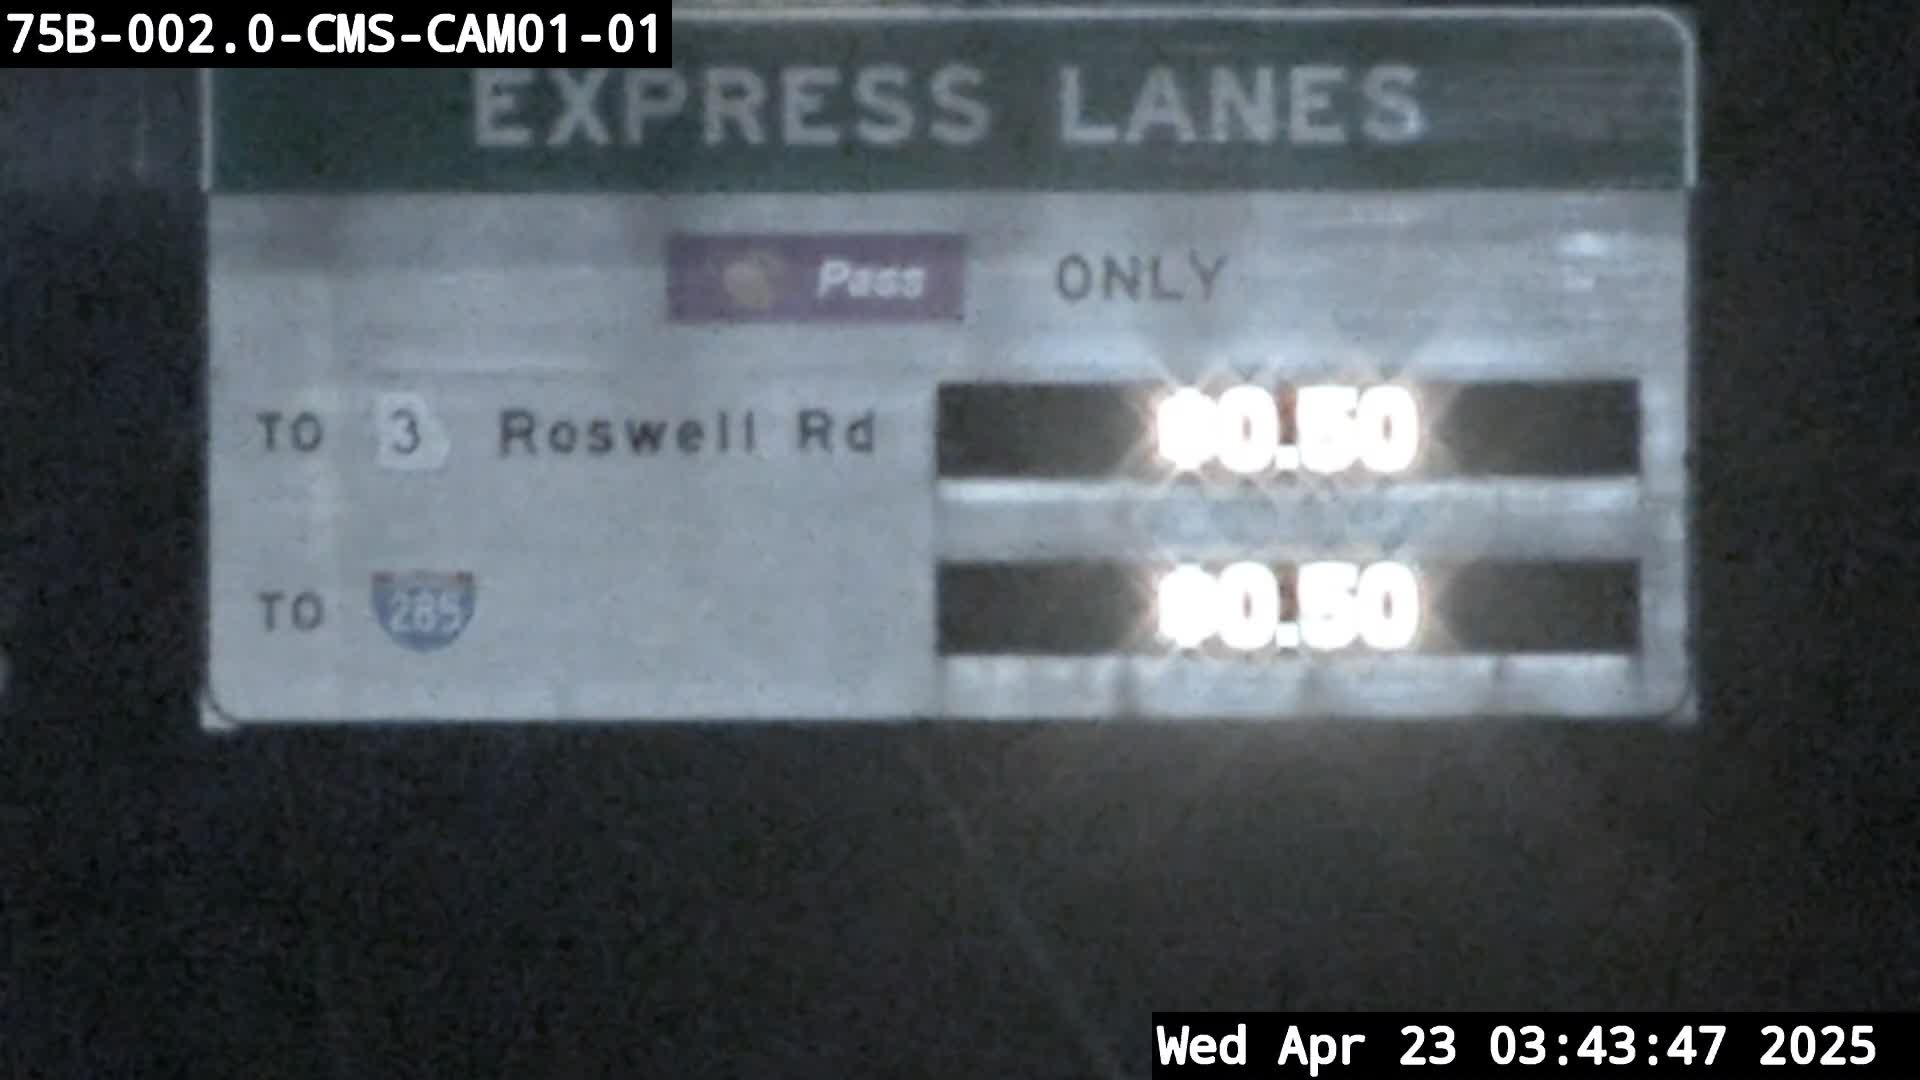 75B-002.0-CMS-CAM01-01
EXPRESS LANES
Pass ONLY
TO 3 Roswell Rd $0.50
TO 285 $0.50
Wed Apr 23 03:43:47 2025